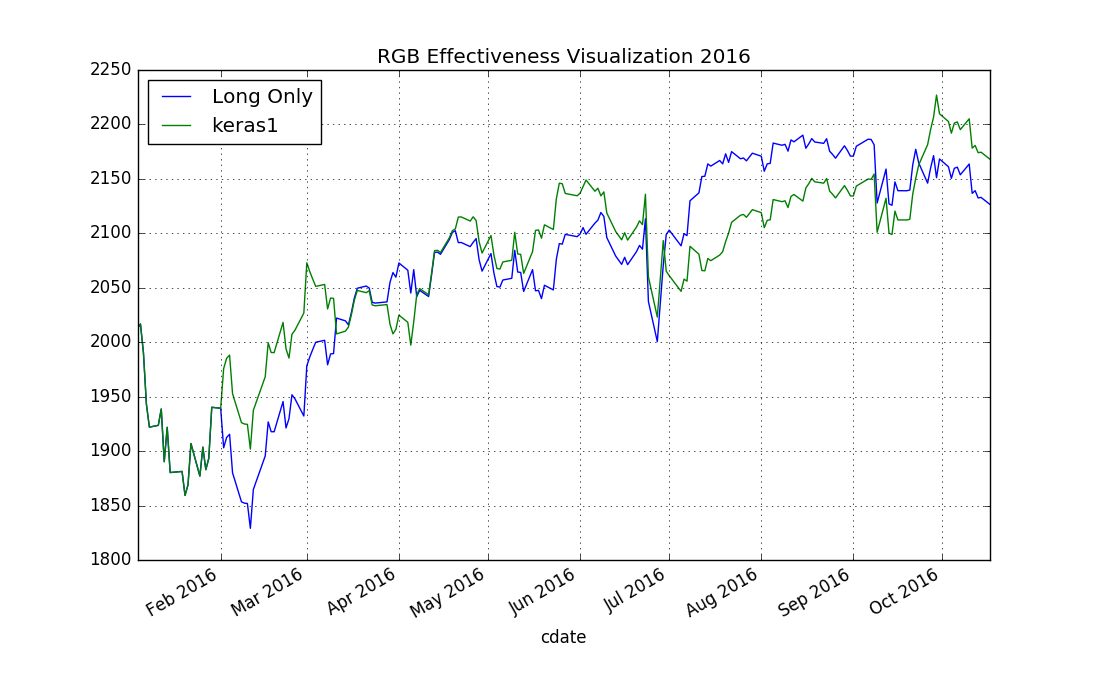 RGB Effectiveness Visualization 2016
Long Only
keras1
2250
2200
2150
2100
2050
2000
1950
1900
1850
1800
Feb 2016
Mar 2016
Apr 2016
May 2016
Jun 2016
Jul 2016
Aug 2016
Sep 2016
Oct 2016
cdate